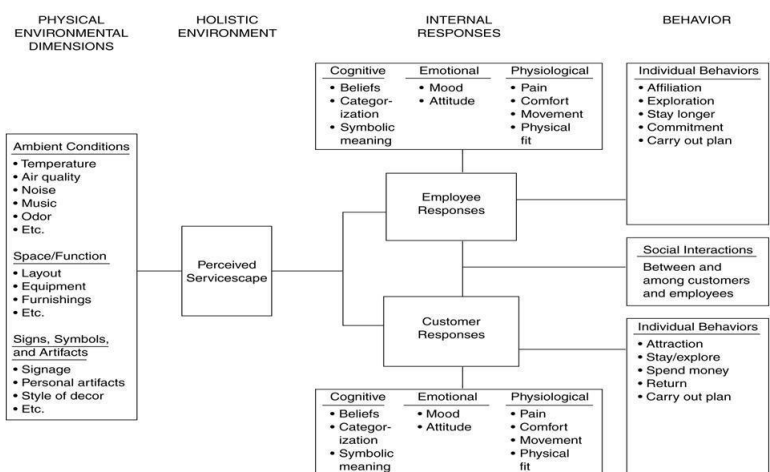 PHYSICAL
ENVIRONMENTAL
DIMENSIONS
HOLISTIC
ENVIRONMENT
INTERNAL
RESPONSES
BEHAVIOR
Ambient Conditions
• Temperature
• Air quality
• Noise
• Music
• Odor
• Etc.
Space/Function
• Layout
• Equipment
• Furnishings
• Etc.
Signs, Symbols,
and Artifacts
• Signage
• Personal artifacts
• Style of decor
• Etc.
Perceived
Servicescape
Cognitive
• Beliefs
• Categor-
ization
• Symbolic
meaning
Emotional
• Mood
• Attitude
Physiological
• Pain
• Comfort
• Movement
• Physical
fit
Employee
Responses
Customer
Responses
Cognitive
• Beliefs
• Categor-
ization
• Symbolic
meaning
Emotional
• Mood
• Attitude
Physiological
• Pain
• Comfort
• Movement
• Physical
fit
Individual Behaviors
• Affiliation
• Exploration
• Stay longer
• Commitment
• Carry out plan
Social Interactions
Between and
among customers
and employees
Individual Behaviors
• Attraction
• Stay/explore
• Spend money
• Return
• Carry out plan